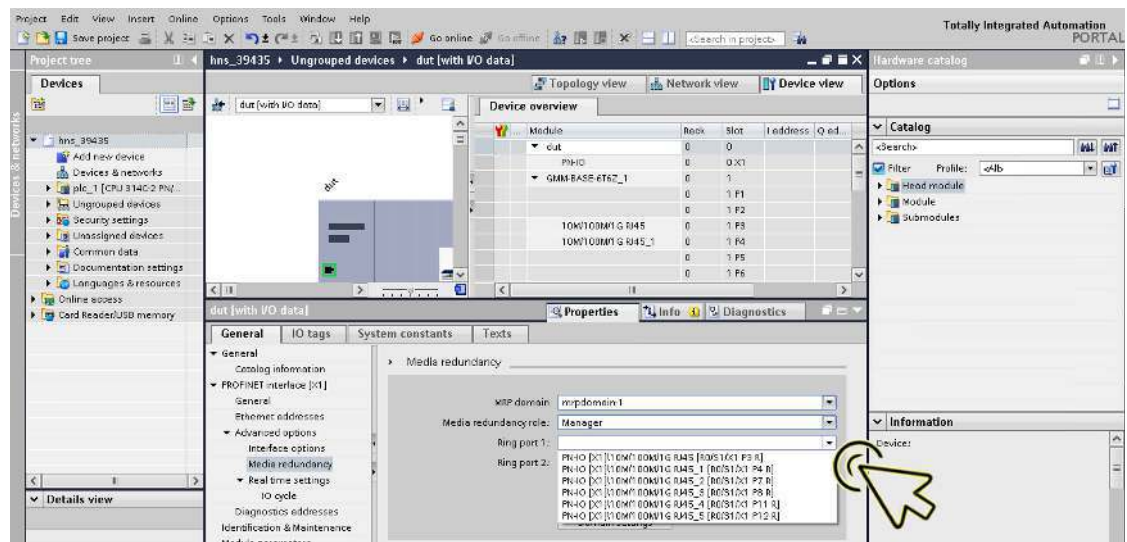 Project Edit View Insert Online Options Tools Window Help
Totally Integrated Automation
PORTAL
Save project Go online Go offline <Search in project>
Project tree
hns_39435 Ungrouped devices dut [with I/O data]
Hardware catalog
Devices
Topology view Network view Device view
Options
dut [with I/O data]
Device overview
Devices & networks
Module Rack Slot I address Q ad...
Catalog
hns_39435
dut 0 0
<Search>
Add new device
PN-IO 0 0 X1
Filter Profile: <All>
Devices & networks
GMM-BASE-6T6Z_1 0 1
Head module
plc_1 [CPU 314C-2 PN/...
dut
0 1 P1
Module
Ungrouped devices
0 1 P2
Submodules
Security settings
10M/100M/1G RJ45 0 1 P3
Unassigned devices
10M/100M/1G RJ45_1 0 1 P4
Common data
0 1 P5
Documentation settings
0 1 P6
Languages & resources
Online access
Card Reader/USB memory
dut [with I/O data]
Properties Info Diagnostics
General IO tags System constants Texts
General
Catalog information
PROFINET interface [X1]
General
Ethernet addresses
Advanced options
Interface options
Media redundancy
Real time settings
IO cycle
Diagnostics addresses
Identification & Maintenance
Module parameters
Media redundancy
MRP domain mrpdomain-1
Media redundancy role: Manager
Ring port 1:
Ring port 2:
PN-IO [X1]\10M/100M/1G RJ45 [R0/S1/X1 P3 R]
PN-IO [X1]\10M/100M/1G RJ45_1 [R0/S1/X1 P4 R]
PN-IO [X1]\10M/100M/1G RJ45_2 [R0/S1/X1 P7 R]
PN-IO [X1]\10M/100M/1G RJ45_3 [R0/S1/X1 P8 R]
PN-IO [X1]\10M/100M/1G RJ45_4 [R0/S1/X1 P11 R]
PN-IO [X1]\10M/100M/1G RJ45_5 [R0/S1/X1 P12 R]
Domain settings
Information
Device:
Details view